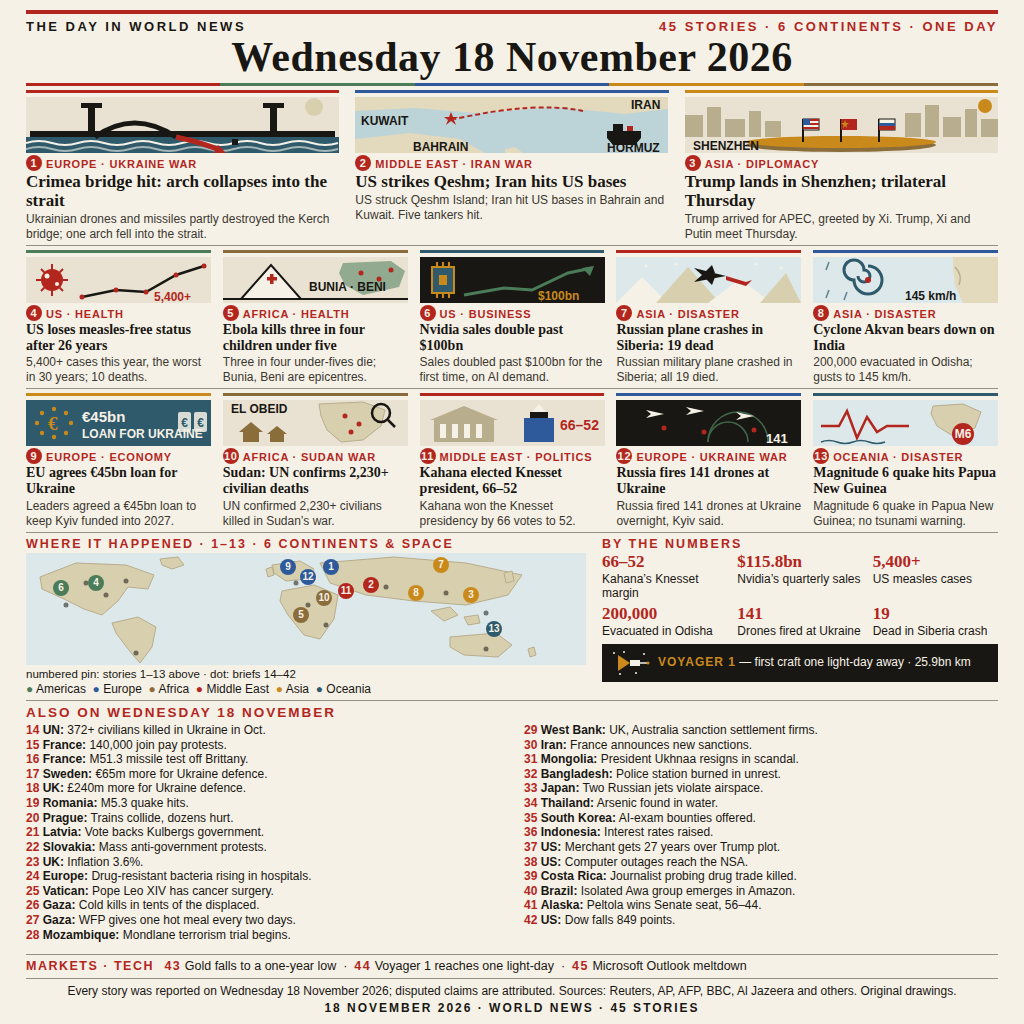 THE DAY IN WORLD NEWS
45 STORIES · 6 CONTINENTS · ONE DAY
Wednesday 18 November 2026
1 EUROPE · UKRAINE WAR
Crimea bridge hit: arch collapses into the
strait
Ukrainian drones and missiles partly destroyed the Kerch
bridge; one arch fell into the strait.
KUWAIT
IRAN
BAHRAIN
HORMUZ
2 MIDDLE EAST · IRAN WAR
US strikes Qeshm; Iran hits US bases
US struck Qeshm Island; Iran hit US bases in Bahrain and
Kuwait. Five tankers hit.
SHENZHEN
3 ASIA · DIPLOMACY
Trump lands in Shenzhen; trilateral
Thursday
Trump arrived for APEC, greeted by Xi. Trump, Xi and
Putin meet Thursday.
5,400+
4 US · HEALTH
US loses measles-free status
after 26 years
5,400+ cases this year, the worst
in 30 years; 10 deaths.
BUNIA · BENI
5 AFRICA · HEALTH
Ebola kills three in four
children under five
Three in four under-fives die;
Bunia, Beni are epicentres.
$100bn
6 US · BUSINESS
Nvidia sales double past
$100bn
Sales doubled past $100bn for the
first time, on AI demand.
7 ASIA · DISASTER
Russian plane crashes in
Siberia: 19 dead
Russian military plane crashed in
Siberia; all 19 died.
145 km/h
8 ASIA · DISASTER
Cyclone Akvan bears down on
India
200,000 evacuated in Odisha;
gusts to 145 km/h.
€
€45bn
LOAN FOR UKRAINE
€ €
9 EUROPE · ECONOMY
EU agrees €45bn loan for
Ukraine
Leaders agreed a €45bn loan to
keep Kyiv funded into 2027.
EL OBEID
10 AFRICA · SUDAN WAR
Sudan: UN confirms 2,230+
civilian deaths
UN confirmed 2,230+ civilians
killed in Sudan's war.
66–52
11 MIDDLE EAST · POLITICS
Kahana elected Knesset
president, 66–52
Kahana won the Knesset
presidency by 66 votes to 52.
141
12 EUROPE · UKRAINE WAR
Russia fires 141 drones at
Ukraine
Russia fired 141 drones at Ukraine
overnight, Kyiv said.
M6
13 OCEANIA · DISASTER
Magnitude 6 quake hits Papua
New Guinea
Magnitude 6 quake in Papua New
Guinea; no tsunami warning.
WHERE IT HAPPENED · 1–13 · 6 CONTINENTS & SPACE
9
1
7
12
4
6
11
2
10
8
3
5
13
numbered pin: stories 1–13 above · dot: briefs 14–42
● Americas ● Europe ● Africa ● Middle East ● Asia ● Oceania
BY THE NUMBERS
66–52
Kahana’s Knesset
margin
$115.8bn
Nvidia’s quarterly sales
5,400+
US measles cases
200,000
Evacuated in Odisha
141
Drones fired at Ukraine
19
Dead in Siberia crash
VOYAGER 1 — first craft one light-day away · 25.9bn km
ALSO ON WEDNESDAY 18 NOVEMBER
14 UN: 372+ civilians killed in Ukraine in Oct.
15 France: 140,000 join pay protests.
16 France: M51.3 missile test off Brittany.
17 Sweden: €65m more for Ukraine defence.
18 UK: £240m more for Ukraine defence.
19 Romania: M5.3 quake hits.
20 Prague: Trains collide, dozens hurt.
21 Latvia: Vote backs Kulbergs government.
22 Slovakia: Mass anti-government protests.
23 UK: Inflation 3.6%.
24 Europe: Drug-resistant bacteria rising in hospitals.
25 Vatican: Pope Leo XIV has cancer surgery.
26 Gaza: Cold kills in tents of the displaced.
27 Gaza: WFP gives one hot meal every two days.
28 Mozambique: Mondlane terrorism trial begins.
29 West Bank: UK, Australia sanction settlement firms.
30 Iran: France announces new sanctions.
31 Mongolia: President Ukhnaa resigns in scandal.
32 Bangladesh: Police station burned in unrest.
33 Japan: Two Russian jets violate airspace.
34 Thailand: Arsenic found in water.
35 South Korea: AI-exam bounties offered.
36 Indonesia: Interest rates raised.
37 US: Merchant gets 27 years over Trump plot.
38 US: Computer outages reach the NSA.
39 Costa Rica: Journalist probing drug trade killed.
40 Brazil: Isolated Awa group emerges in Amazon.
41 Alaska: Peltola wins Senate seat, 56–44.
42 US: Dow falls 849 points.
MARKETS · TECH 43 Gold falls to a one-year low · 44 Voyager 1 reaches one light-day · 45 Microsoft Outlook meltdown
Every story was reported on Wednesday 18 November 2026; disputed claims are attributed. Sources: Reuters, AP, AFP, BBC, Al Jazeera and others. Original drawings.
18 NOVEMBER 2026 · WORLD NEWS · 45 STORIES